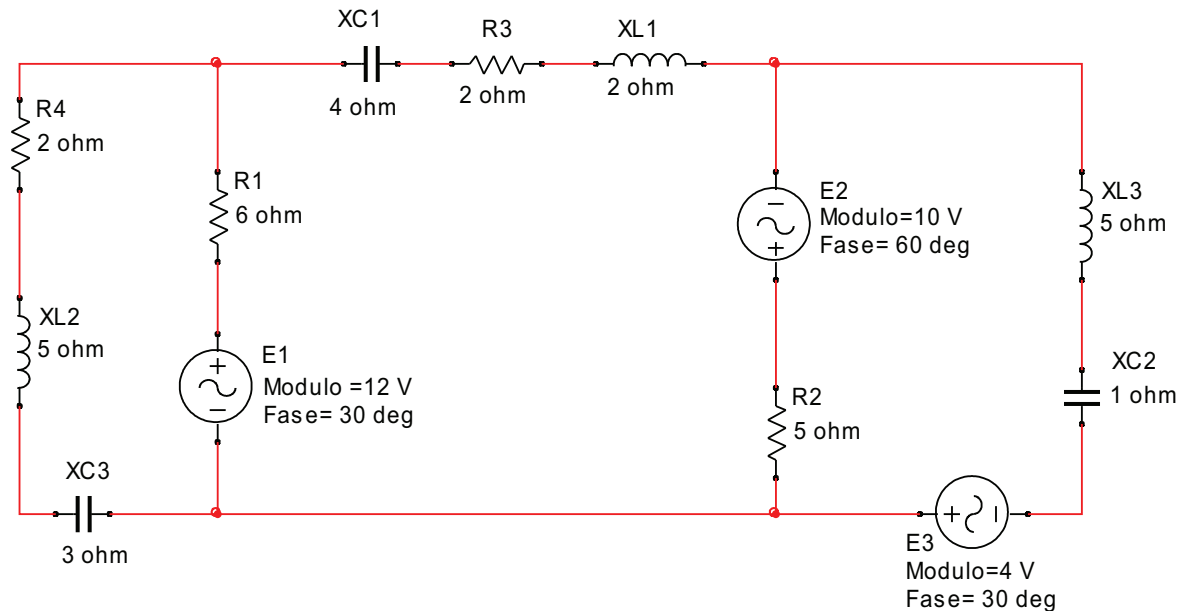 XC1
4 ohm
R3
2 ohm
XL1
2 ohm
R4
2 ohm
R1
6 ohm
E2
Modulo=10 V
Fase= 60 deg
XL3
5 ohm
XL2
5 ohm
E1
Modulo =12 V
Fase= 30 deg
R2
5 ohm
XC2
1 ohm
XC3
3 ohm
E3
Modulo=4 V
Fase= 30 deg